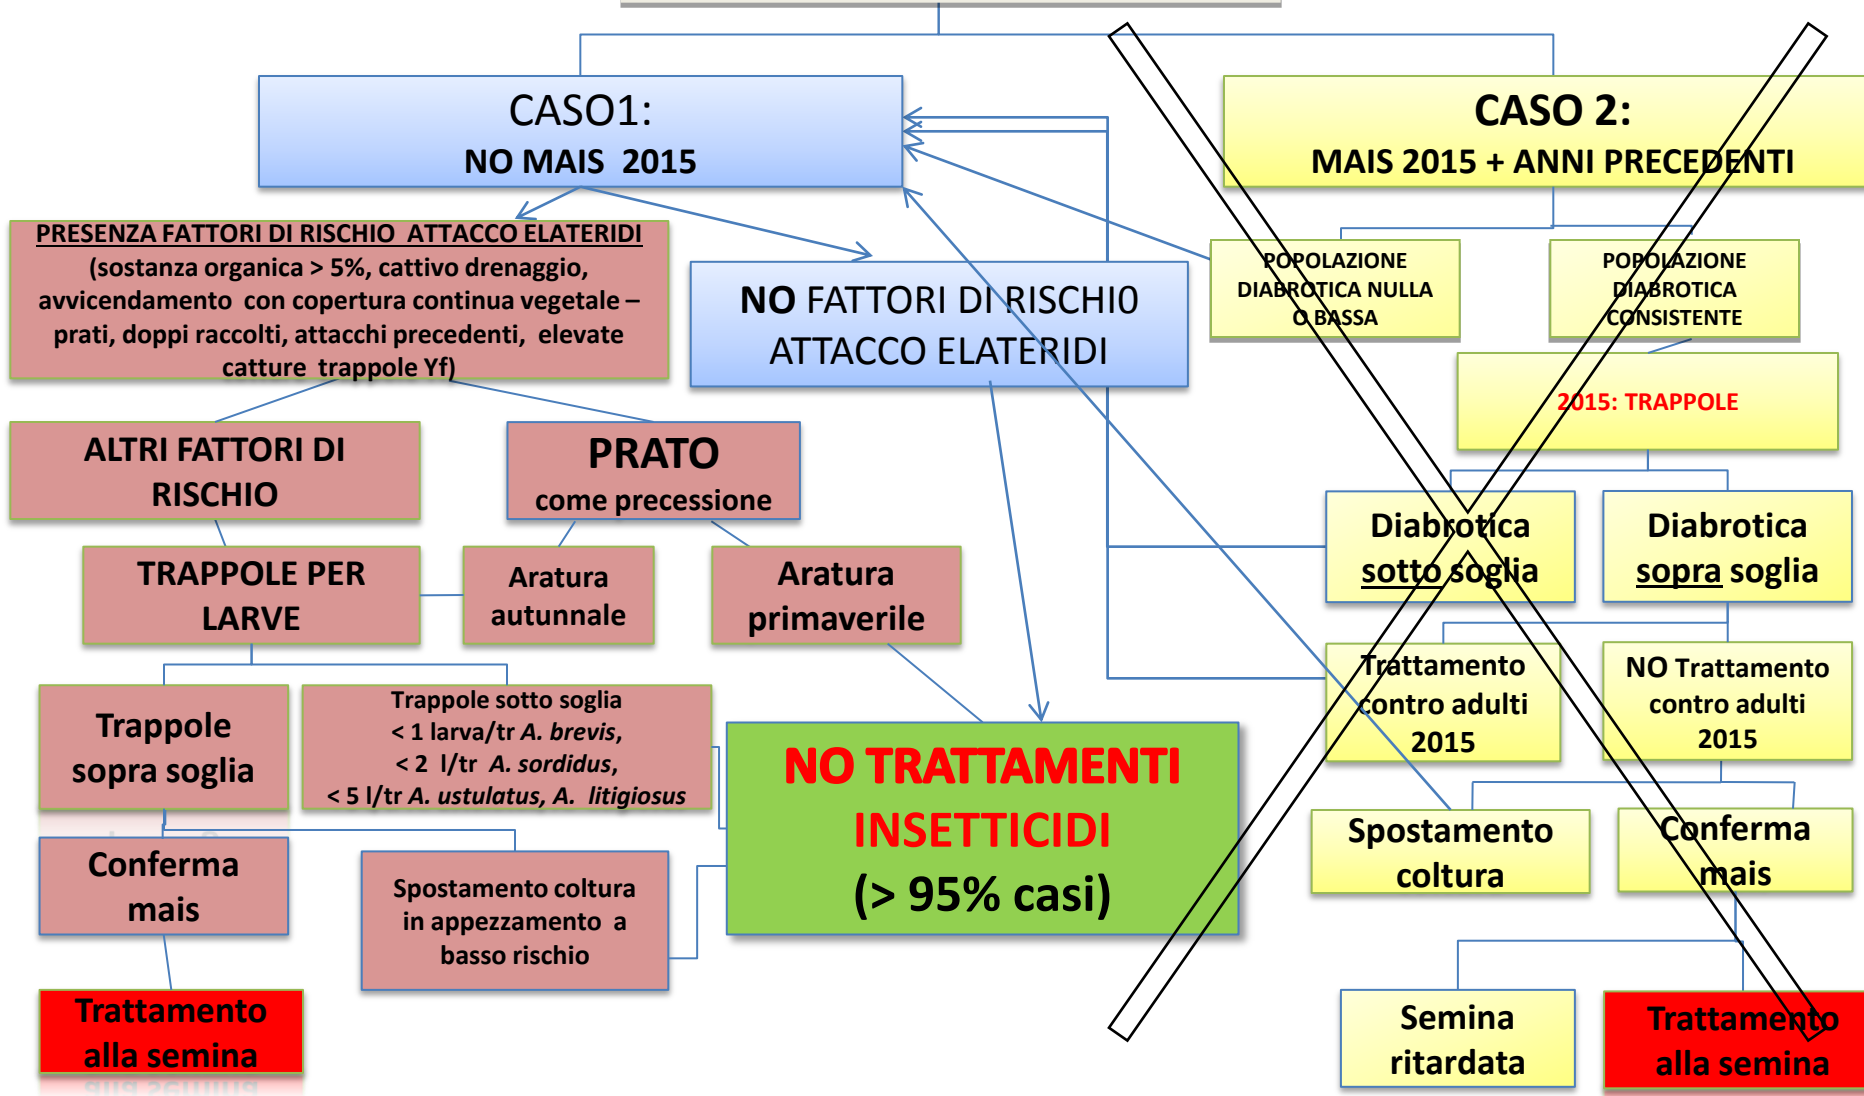 CASO1:
NO MAIS 2015
CASO 2:
MAIS 2015 + ANNI PRECEDENTI
PRESENZA FATTORI DI RISCHIO ATTACCO ELATERIDI
(sostanza organica > 5%, cattivo drenaggio,
avvicendamento con copertura continua vegetale –
prati, doppi raccolti, attacchi precedenti, elevate
catture trappole Yf)
NO FATTORI DI RISCHI0
ATTACCO ELATERIDI
POPOLAZIONE
DIABROTICA NULLA
O BASSA
POPOLAZIONE
DIABROTICA
CONSISTENTE
2015: TRAPPOLE
ALTRI FATTORI DI
RISCHIO
PRATO
come precessione
Diabrotica
sotto soglia
Diabrotica
sopra soglia
TRAPPOLE PER
LARVE
Aratura
autunnale
Aratura
primaverile
Trattamento
contro adulti
2015
NO Trattamento
contro adulti
2015
Trappole
sopra soglia
Trappole sotto soglia
< 1 larva/tr A. brevis,
< 2 l/tr A. sordidus,
< 5 l/tr A. ustulatus, A. litigiosus
NO TRATTAMENTI
INSETTICIDI
(> 95% casi)
Spostamento
coltura
Conferma
mais
Conferma
mais
Spostamento coltura
in appezzamento a
basso rischio
Trattamento
alla semina
Semina
ritardata
Trattamento
alla semina